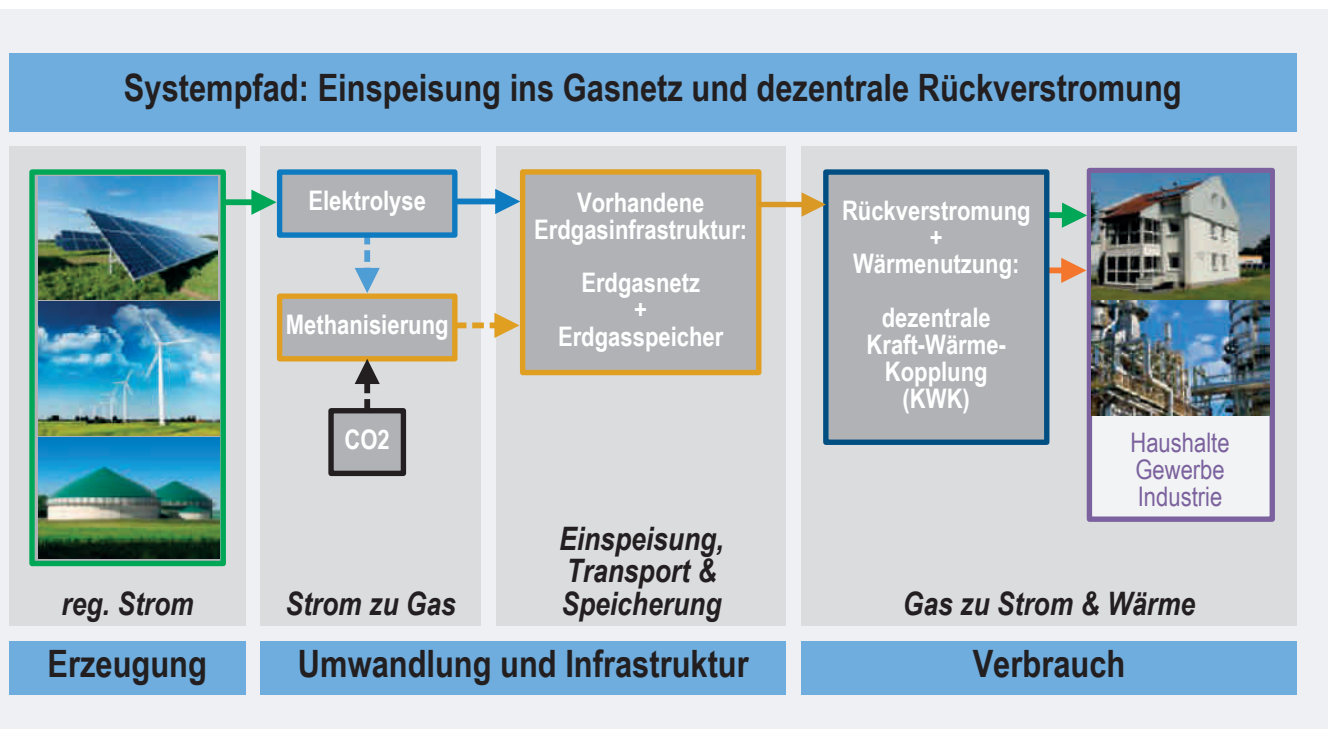 Systempfad: Einspeisung ins Gasnetz und dezentrale Rückverstromung
Elektrolyse
Methanisierung
CO2
Vorhandene
Erdgasinfrastruktur:
Erdgasnetz
+
Erdgasspeicher
Rückverstromung
+
Wärmenutzung:
dezentrale
Kraft-Wärme-
Kopplung
(KWK)
Haushalte
Gewerbe
Industrie
reg. Strom
Strom zu Gas
Einspeisung,
Transport &
Speicherung
Gas zu Strom & Wärme
Erzeugung
Umwandlung und Infrastruktur
Verbrauch